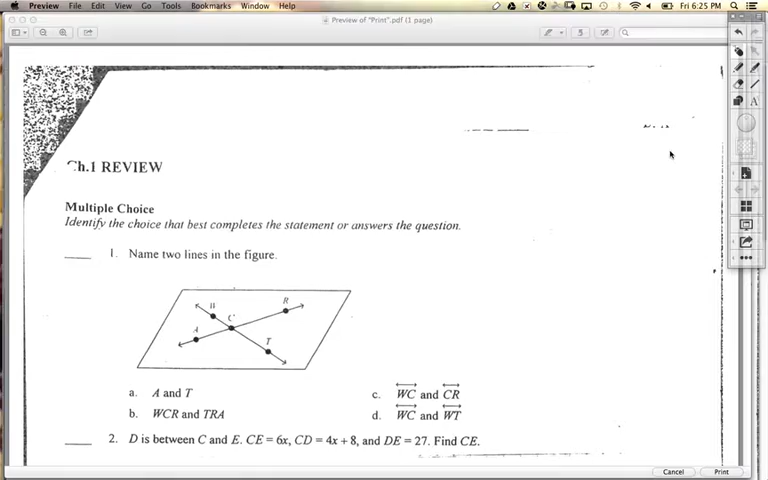 Preview File Edit View Go Tools Bookmarks Window Help
Fri 6:25 PM
Preview of "Print".pdf (1 page)
Ch.1 REVIEW
Multiple Choice
Identify the choice that best completes the statement or answers the question.
1. Name two lines in the figure.
R
C
A
T
a. A and T
c. WC and CR
b. WCR and TRA
d. WC and WT
2. D is between C and E. CE = 6x, CD = 4x + 8, and DE = 27. Find CE.
Cancel Print